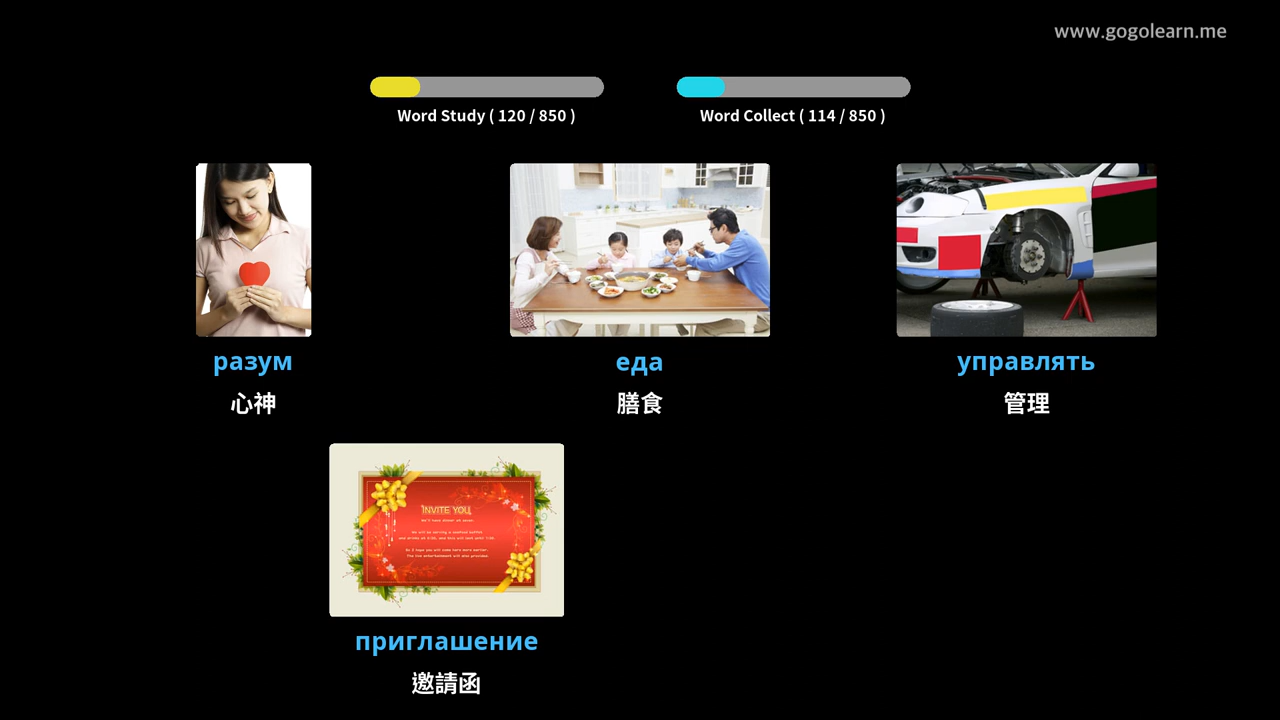 www.gogolearn.me
Word Study ( 120 / 850 )
Word Collect ( 114 / 850 )
разум
еда
управлять
心神
膳食
管理
INVITE YOU
приглашение
邀請函